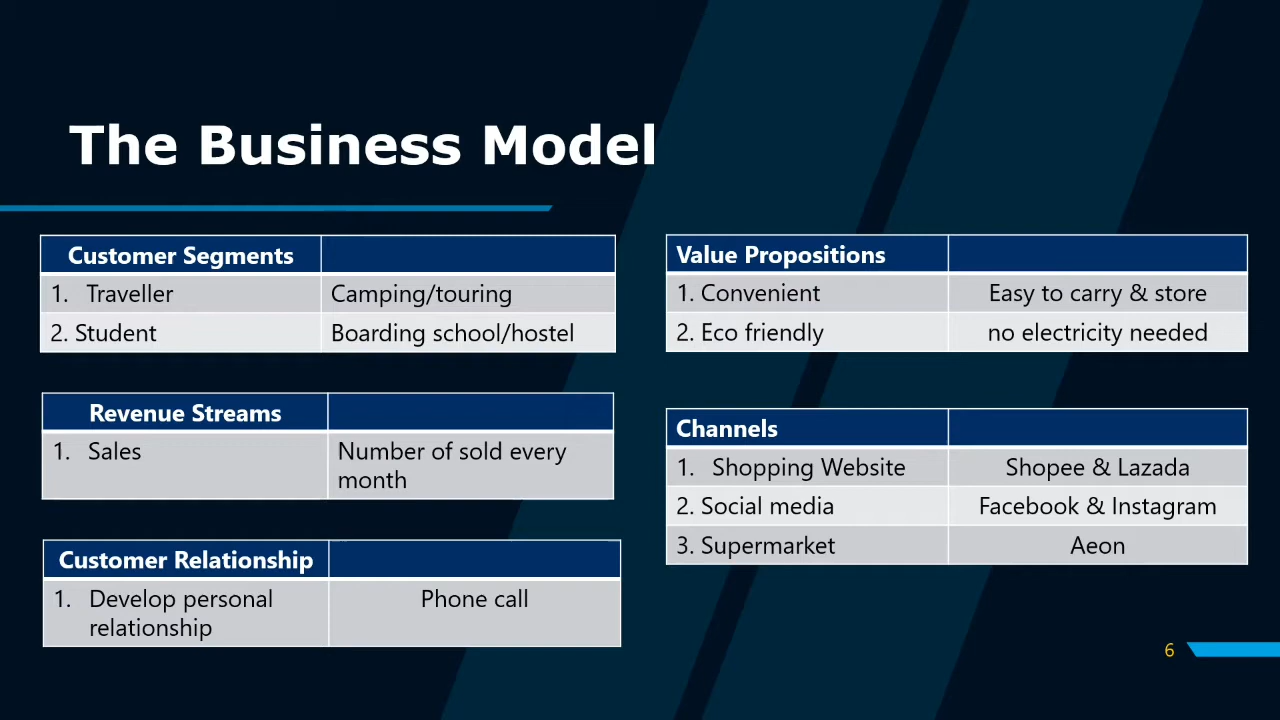 The Business Model
Customer Segments
1. Traveller Camping/touring
2. Student Boarding school/hostel
Revenue Streams
1. Sales Number of sold every
month
Customer Relationship
1. Develop personal Phone call
relationship
Value Propositions
1. Convenient Easy to carry & store
2. Eco friendly no electricity needed
Channels
1. Shopping Website Shopee & Lazada
2. Social media Facebook & Instagram
3. Supermarket Aeon
6